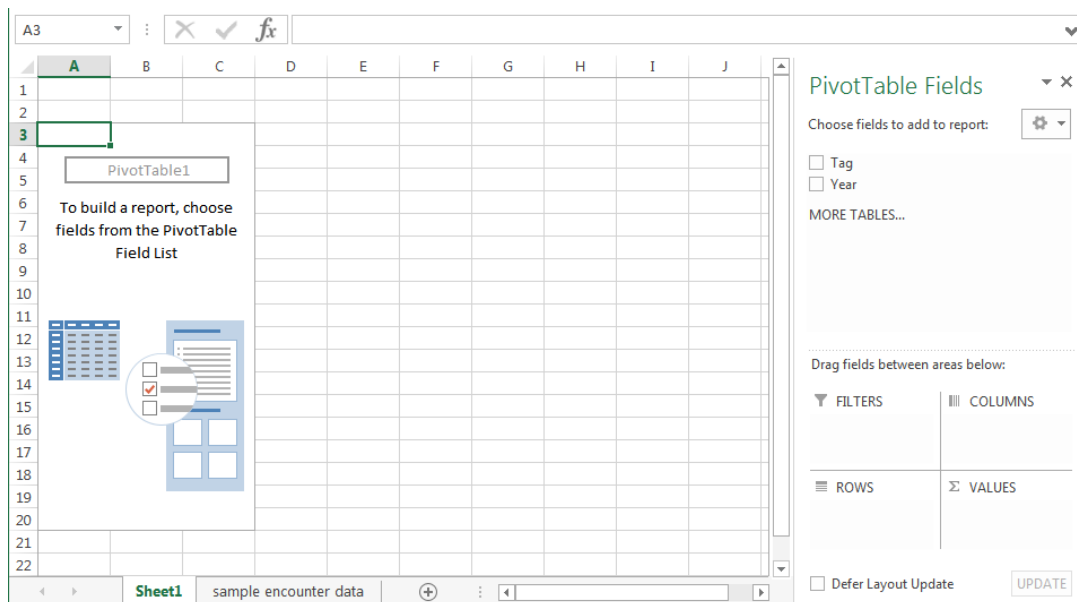 A3
fx
A B C D E F G H I J
1
2
3
4
5
6
7
8
9
10
11
12
13
14
15
16
17
18
19
20
21
22
PivotTable1
To build a report, choose
fields from the PivotTable
Field List
PivotTable Fields
Choose fields to add to report:
Tag
Year
MORE TABLES...
Drag fields between areas below:
FILTERS
COLUMNS
ROWS
Σ VALUES
Defer Layout Update
UPDATE
Sheet1
sample encounter data